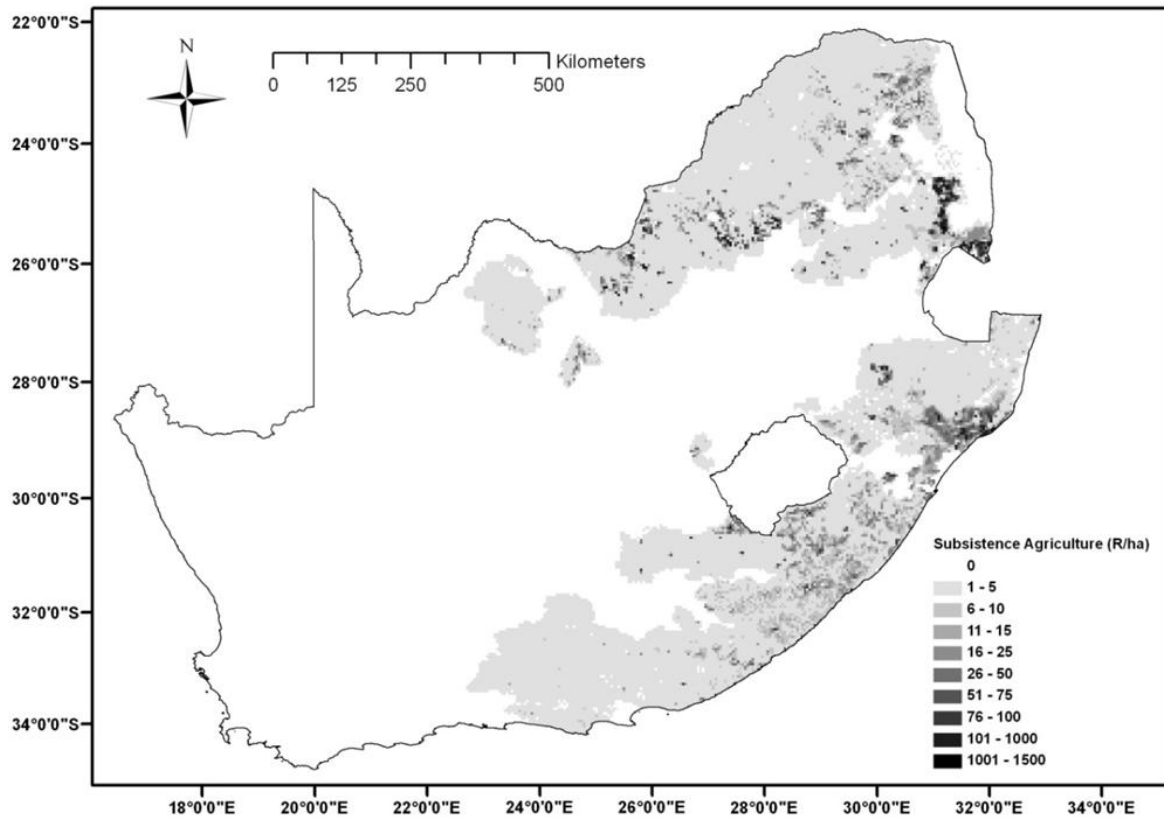 22°0'0"S
24°0'0"S
26°0'0"S
28°0'0"S
30°0'0"S
32°0'0"S
34°0'0"S
N
Kilometers
0 125 250 500
Subsistence Agriculture (R/ha)
0
1 - 5
6 - 10
11 - 15
16 - 25
26 - 50
51 - 75
76 - 100
101 - 1000
1001 - 1500
18°0'0"E 20°0'0"E 22°0'0"E 24°0'0"E 26°0'0"E 28°0'0"E 30°0'0"E 32°0'0"E 34°0'0"E